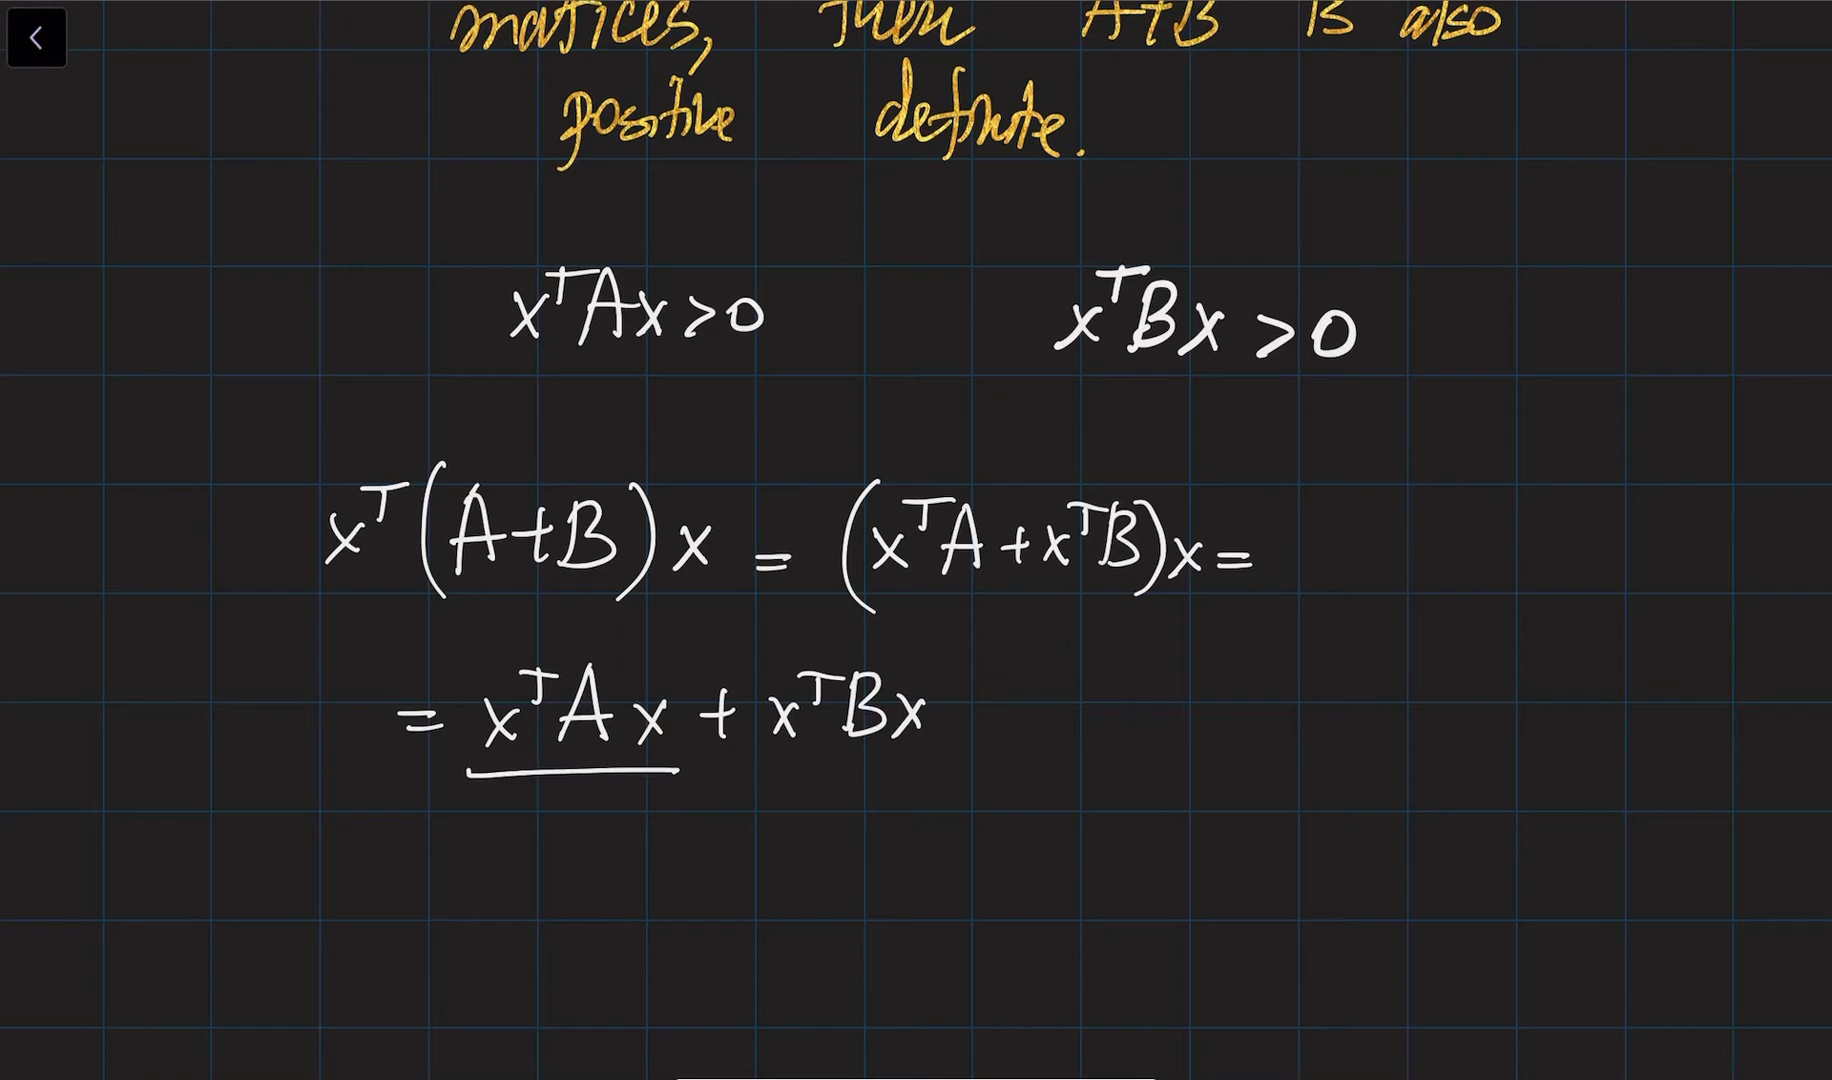 matrices, then A+B is also
positive definite.
xᵀAx>0 xᵀBx >0
xᵀ(A+B)x = (xᵀA+xᵀB)x=
= xᵀAx + xᵀBx